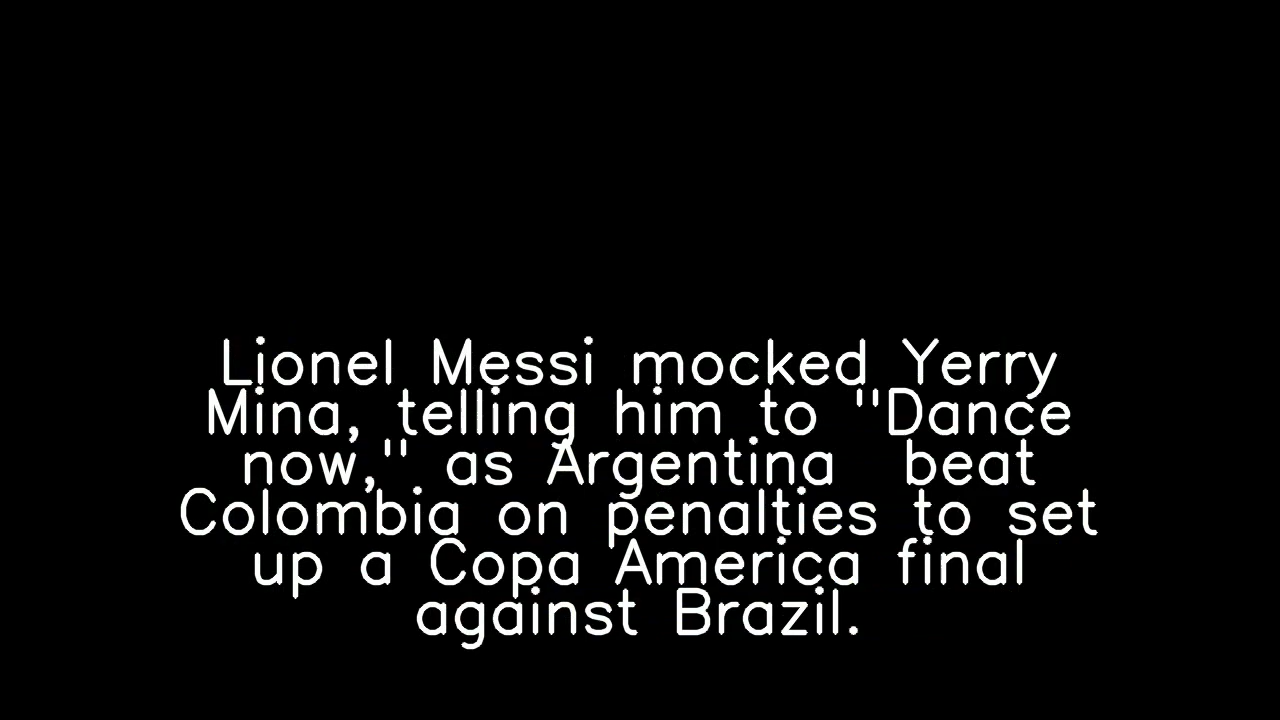 Lionel Messi mocked Yerry
Mina, telling him to "Dance
now," as Argentina  beat
Colombia on penalties to set
up a Copa America final
against Brazil.